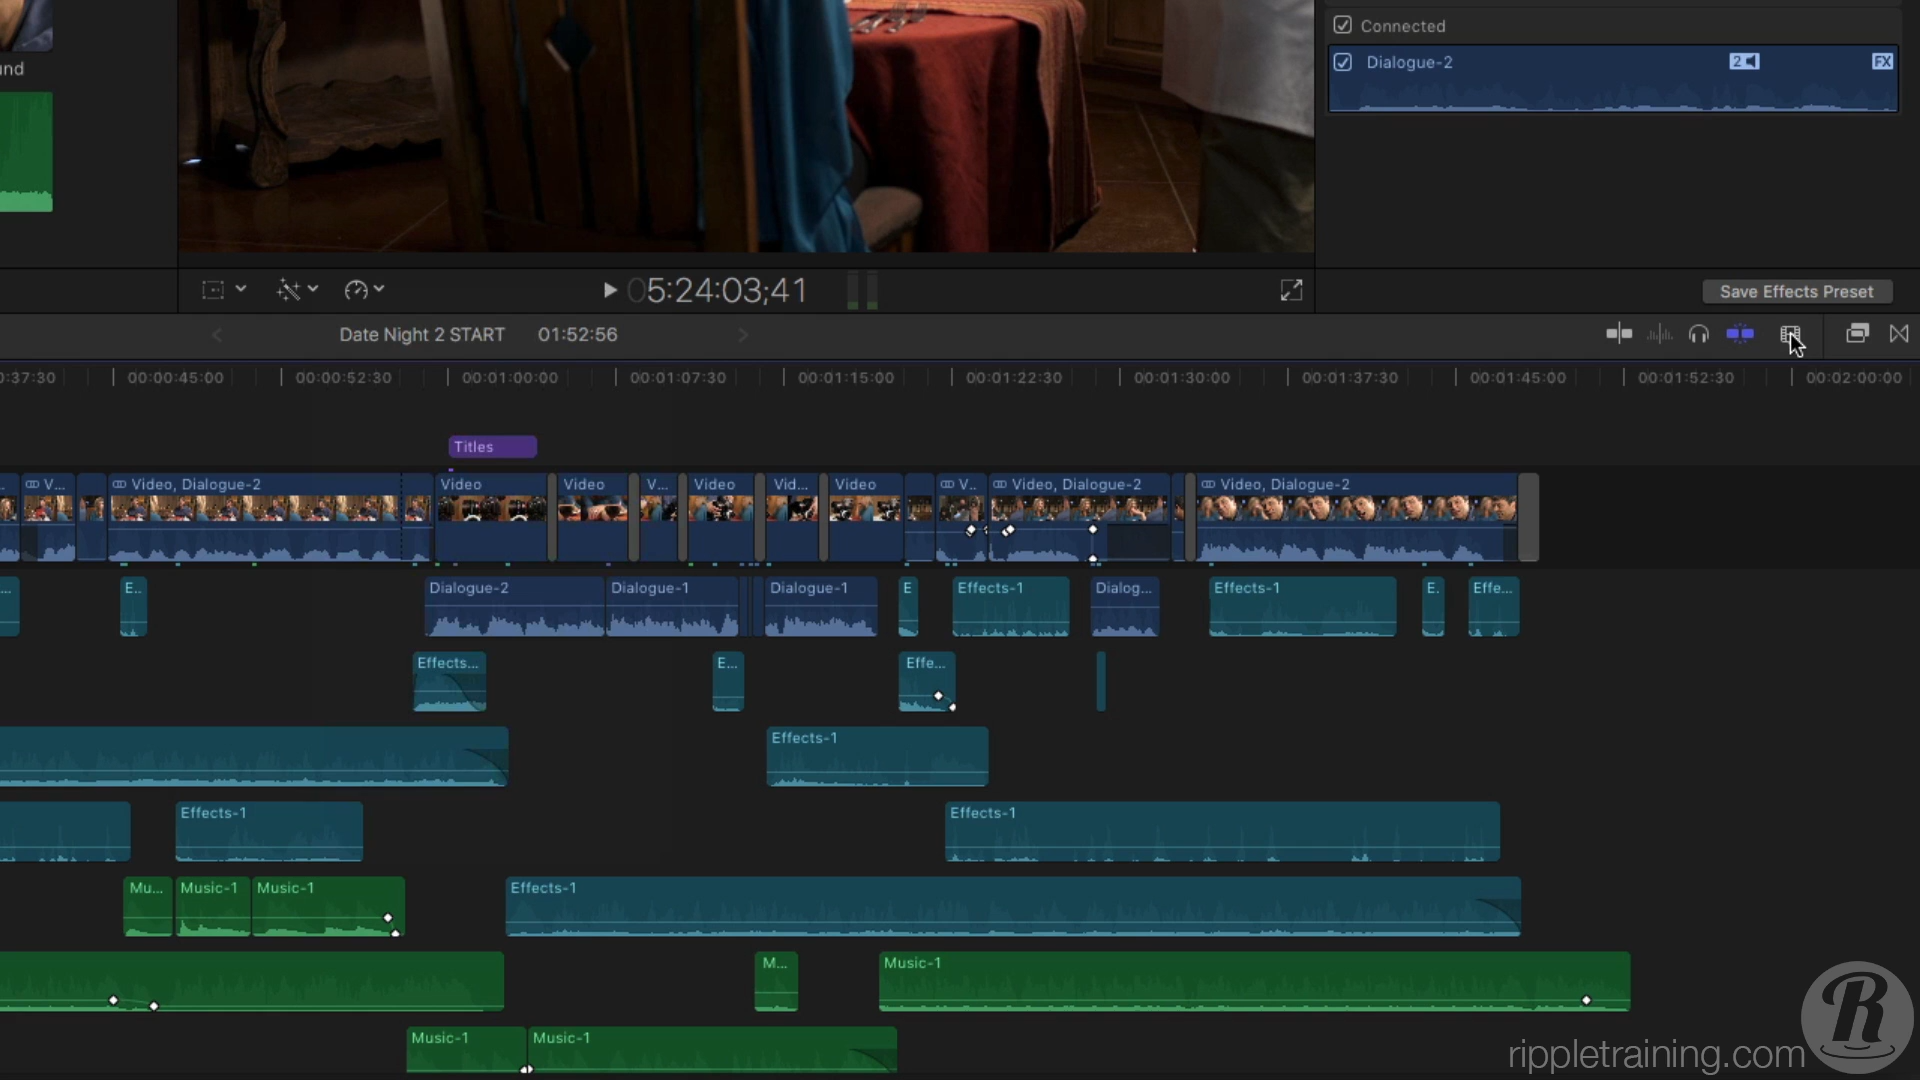 Connected
Dialogue-2
2
FX
und
05:24:03;41
Save Effects Preset
Date Night 2 START 01:52:56
0:37:30 00:00:45:00 00:00:52:30 00:01:00:00 00:01:07:30 00:01:15:00 00:01:22:30 00:01:30:00 00:01:37:30 00:01:45:00 00:01:52:30 00:02:00:00
Titles
V... Video, Dialogue-2 Video Video V... Video Vid... Video V.. Video, Dialogue-2 Video, Dialogue-2
... E.. Dialogue-2 Dialogue-1 Dialogue-1 E Effects-1 Dialog... Effects-1 E. Effe...
Effects... E... Effe...
Effects-1
Effects-1 Effects-1
Mu... Music-1 Music-1 Effects-1
M... Music-1
Music-1 Music-1
R
rippletraining.com